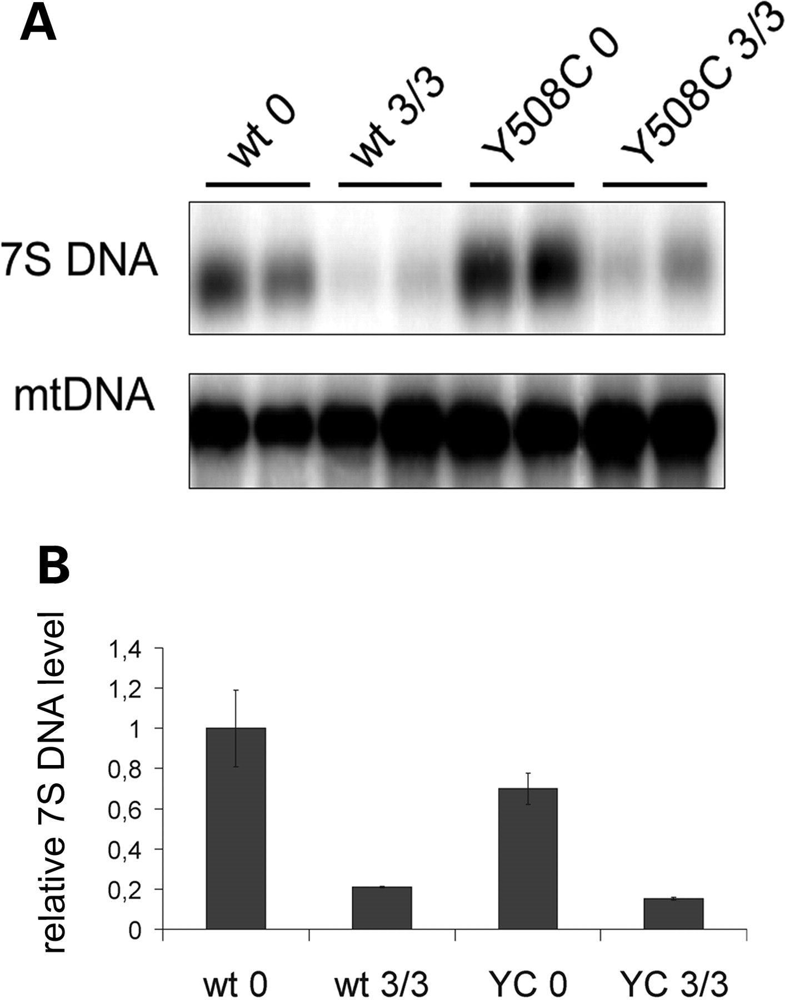 A
wt 0
wt 3/3
Y508C 0
Y508C 3/3
7S DNA
mtDNA
B
relative 7S DNA level
1,4
1,2
1
0,8
0,6
0,4
0,2
0
wt 0
wt 3/3
YC 0
YC 3/3